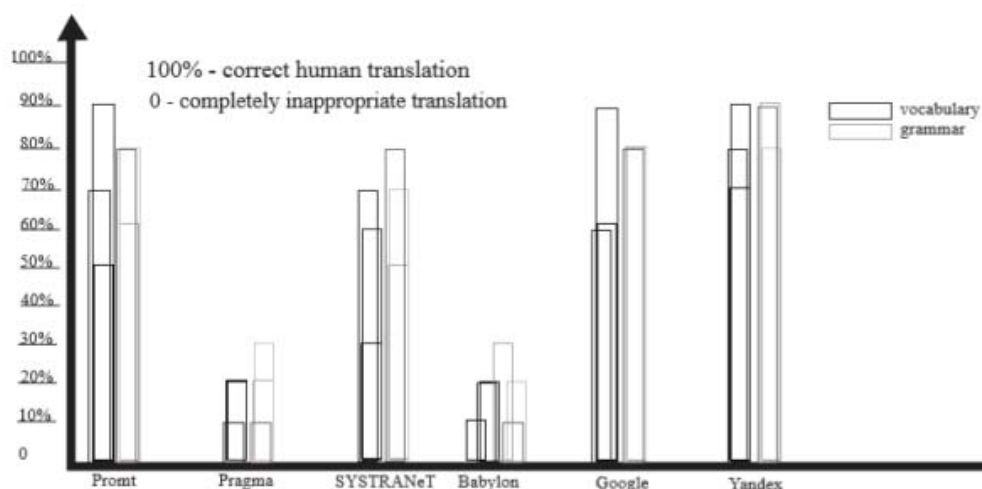 100%
100% - correct human translation
0 - completely inappropriate translation
90%
vocabulary
grammar
80%
70%
60%
50%
40%
30%
20%
10%
0
Promt Pragma SYSTRANeT Babylon Google Yandex